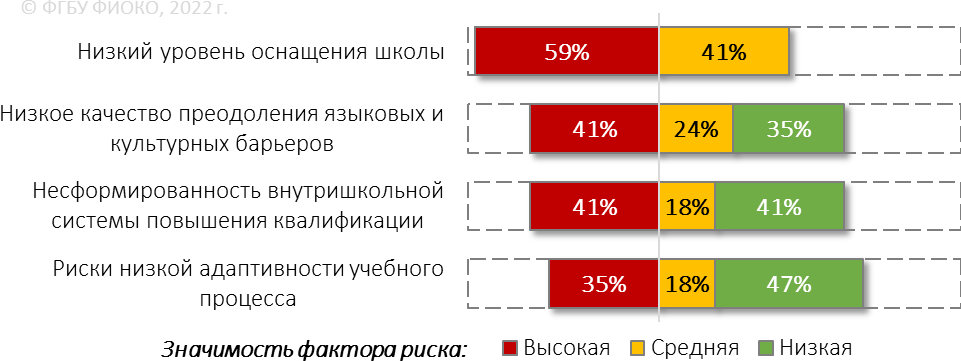 © ФГБУ ФИОКО, 2022 г.
Низкий уровень оснащения школы
59% 41%
Низкое качество преодоления языковых и
культурных барьеров
41% 24% 35%
Несформированность внутришкольной
системы повышения квалификации
41% 18% 41%
Риски низкой адаптивности учебного
процесса
35% 18% 47%
Значимость фактора риска: Высокая Средняя Низкая